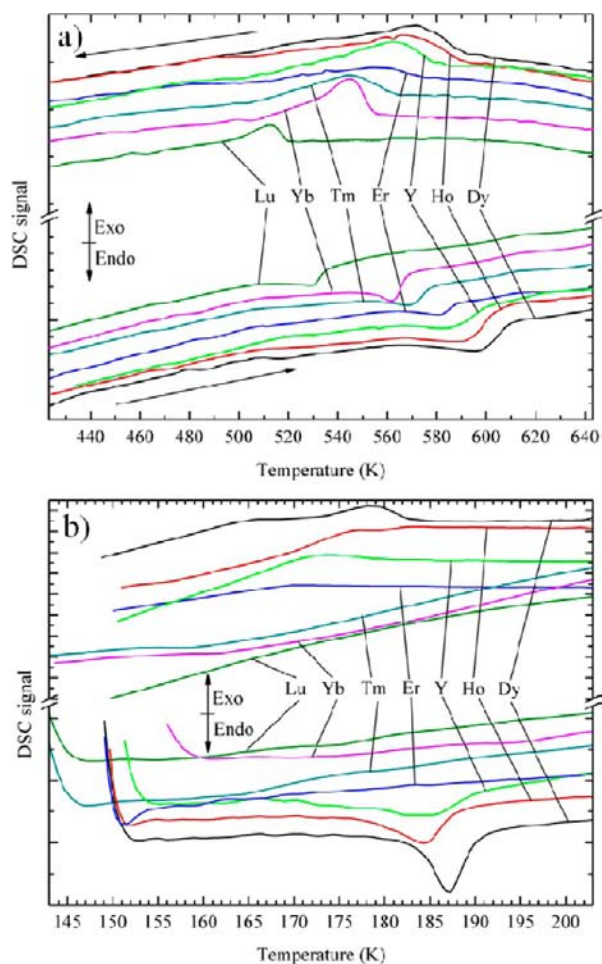 a)
DSC signal
Lu Yb Tm Er Y Ho Dy
Exo
Endo
440 460 480 500 520 540 560 580 600 620 640
Temperature (K)
b)
DSC signal
Exo
Lu Yb Tm Er Y Ho Dy
Endo
145 150 155 160 165 170 175 180 185 190 195 200
Temperature (K)